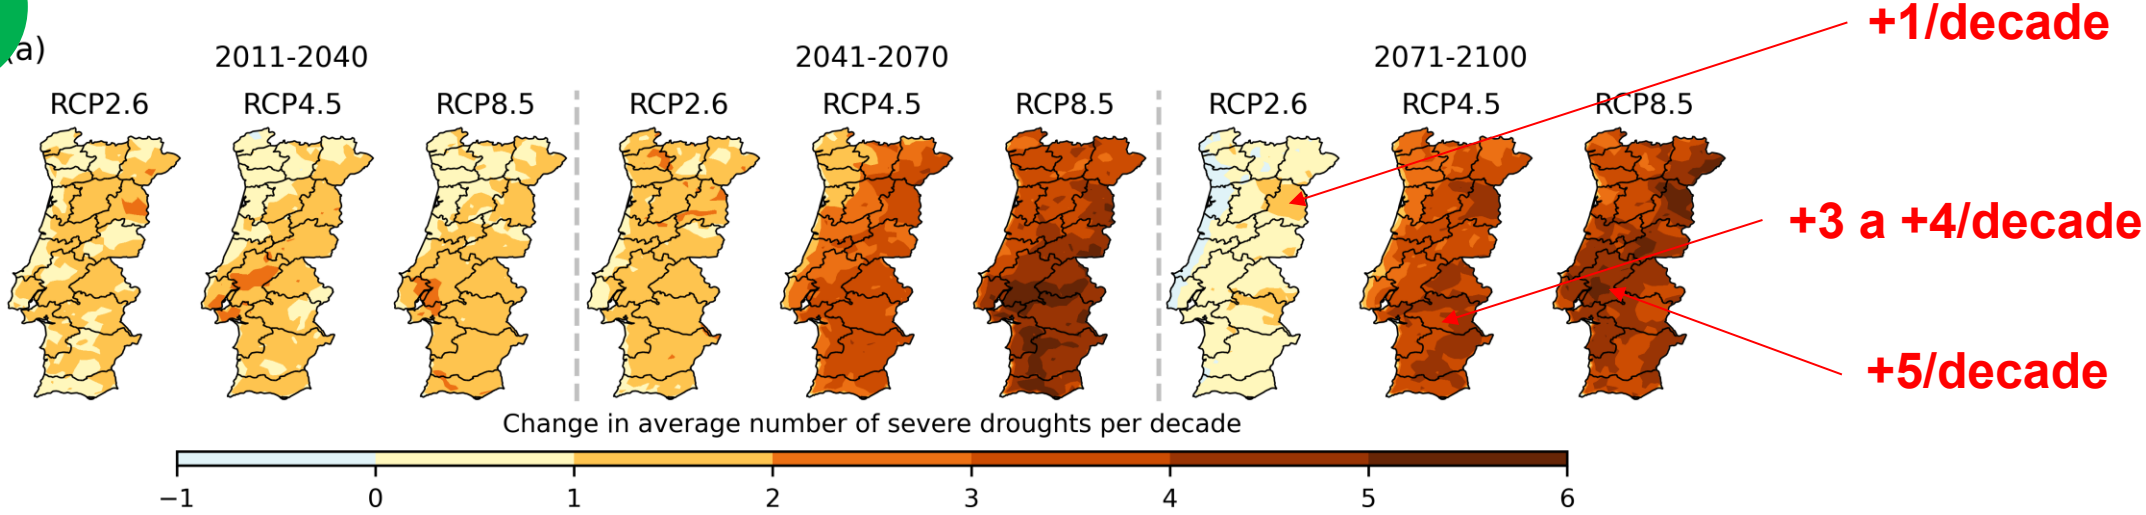 +1/decade
(a)
2011-2040
2041-2070
2071-2100
RCP2.6
RCP4.5
RCP8.5
RCP2.6
RCP4.5
RCP8.5
RCP2.6
RCP4.5
RCP8.5
+3 a +4/decade
+5/decade
Change in average number of severe droughts per decade
−1 0 1 2 3 4 5 6